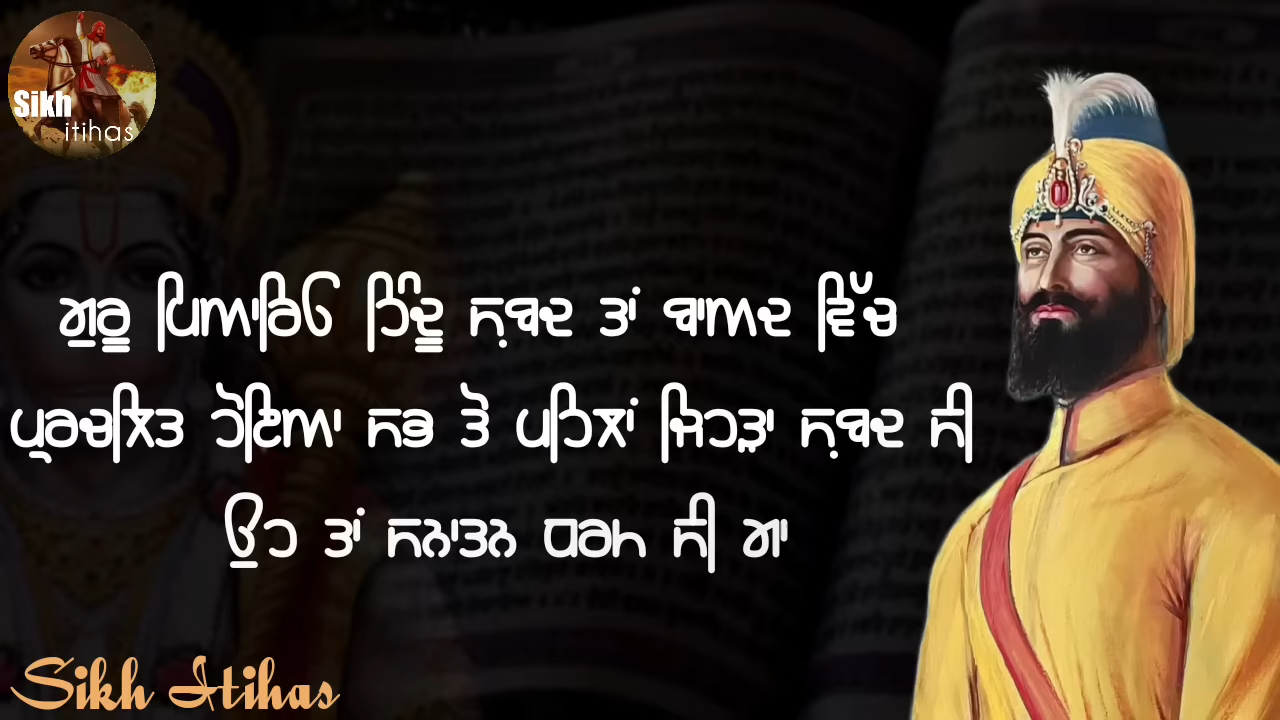 Sikh
itihas
ਗੁਰੂ ਪਿਆਰਿਓ ਹਿੰਦੂ ਸ਼ਬਦ ਤਾਂ ਬਾਅਦ ਵਿੱਚ
ਪ੍ਰਚਲਿਤ ਹੋਇਆ ਸਭ ਤੋ ਪਹਿਲਾਂ ਜਿਹੜਾ ਸ਼ਬਦ ਸੀ
ਉਹ ਤਾਂ ਸਨਾਤਨ ਧਰਮ ਸੀ ਆ
Sikh Itihas